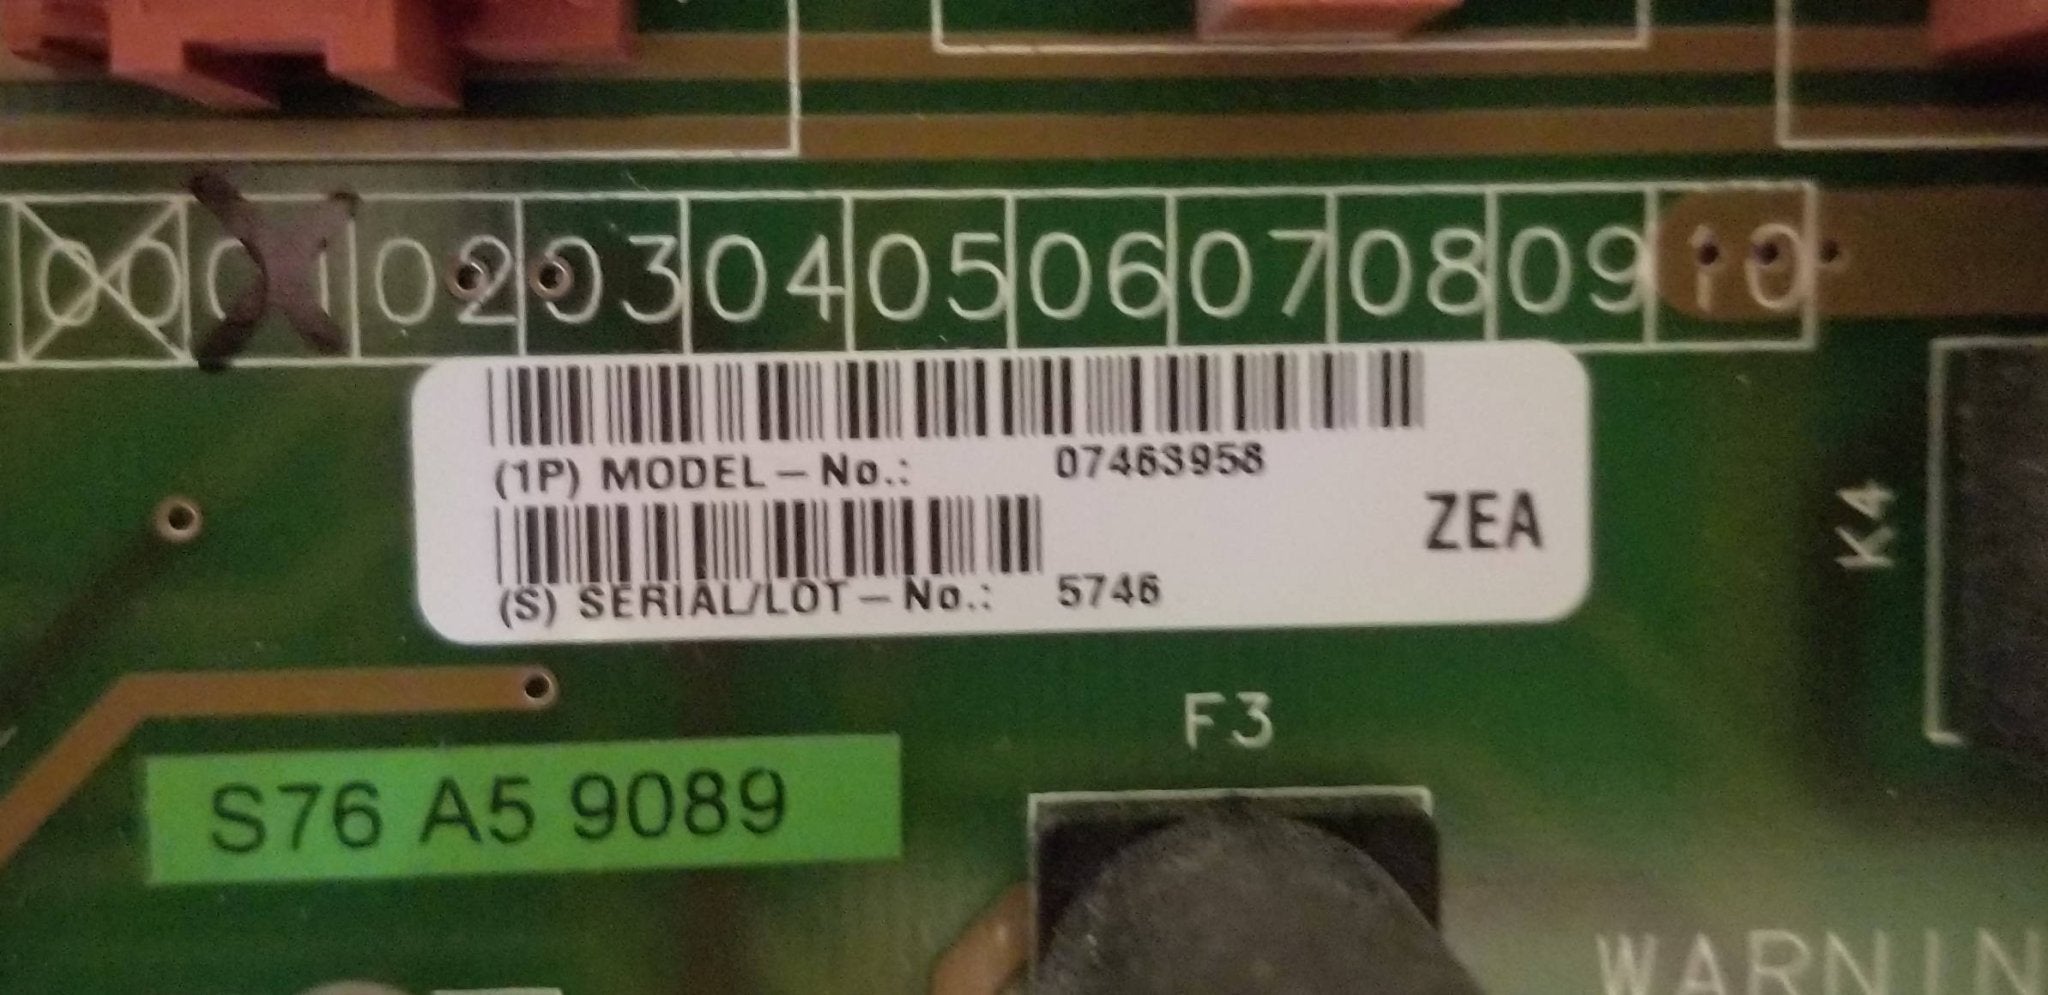 00 01 02 03 04 05 06 07 08 09 10
(1P) MODEL – No.: 07463958
ZEA
(S) SERIAL/LOT – No.: 5746
K4
F3
S76 A5 9089
WARNIN